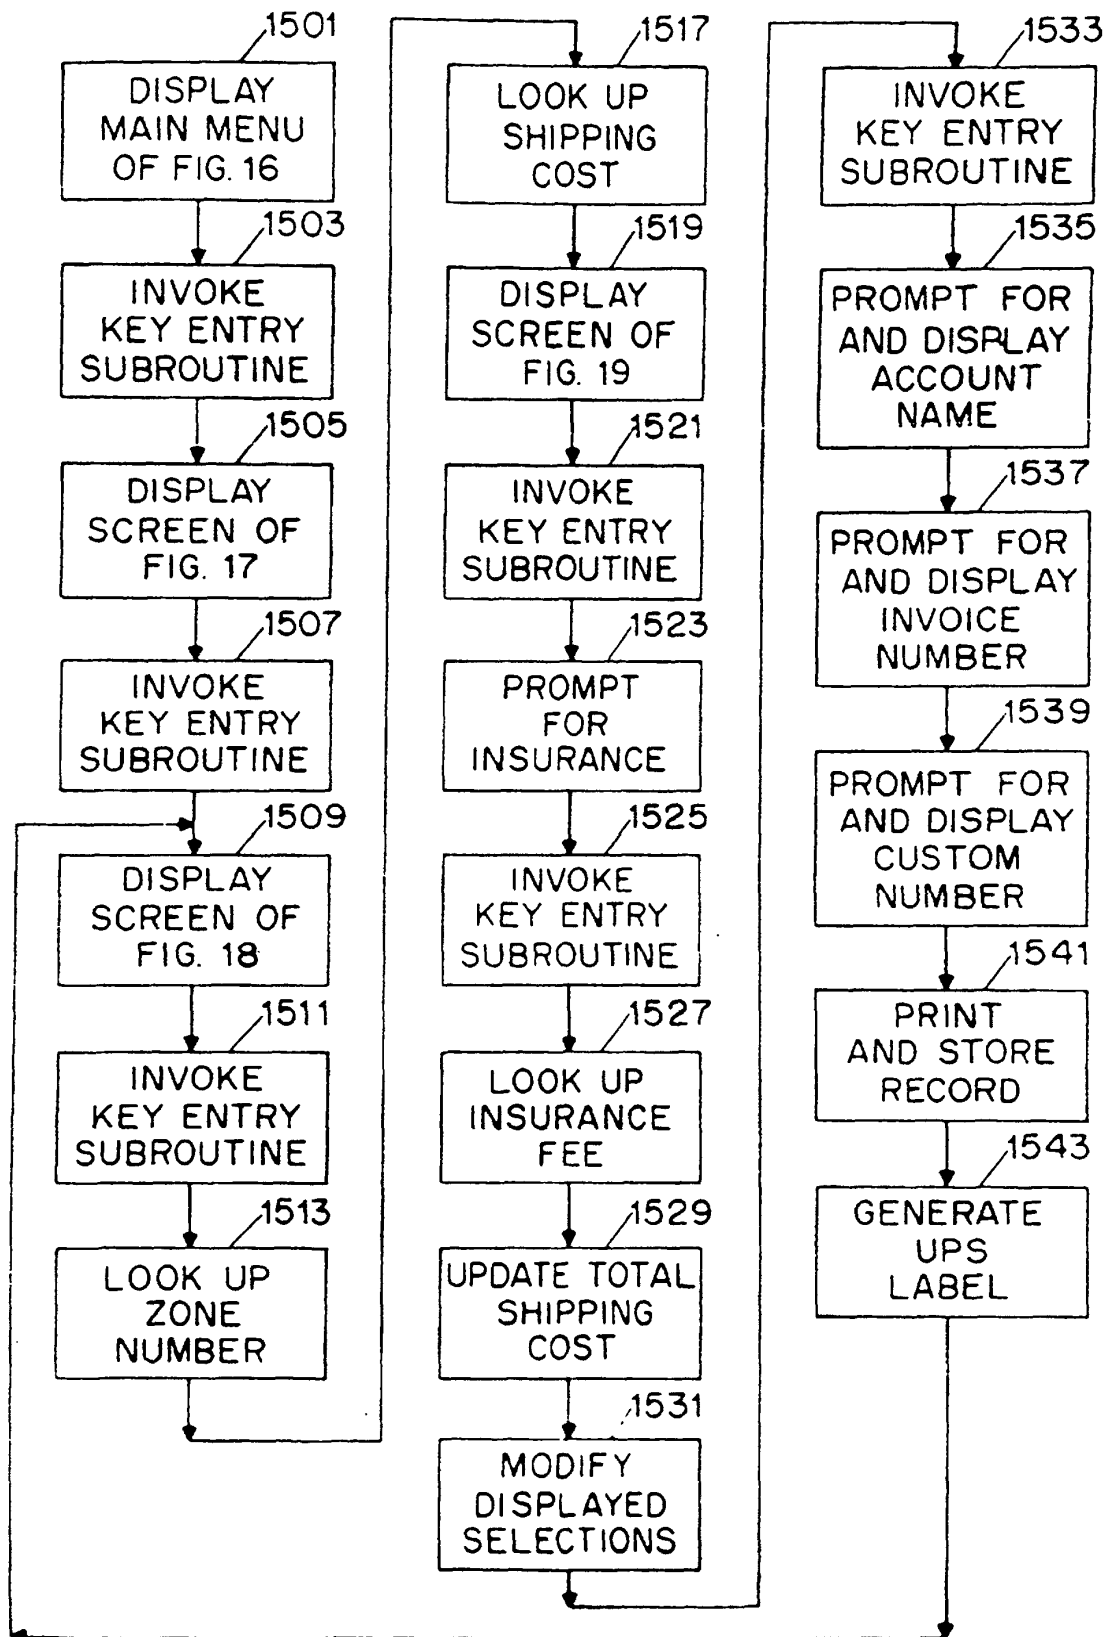 1501
DISPLAY
MAIN MENU
OF FIG. 16
1503
INVOKE
KEY ENTRY
SUBROUTINE
1505
DISPLAY
SCREEN OF
FIG. 17
1507
INVOKE
KEY ENTRY
SUBROUTINE
1509
DISPLAY
SCREEN OF
FIG. 18
1511
INVOKE
KEY ENTRY
SUBROUTINE
1513
LOOK UP
ZONE
NUMBER
1517
LOOK UP
SHIPPING
COST
1519
DISPLAY
SCREEN OF
FIG. 19
1521
INVOKE
KEY ENTRY
SUBROUTINE
1523
PROMPT
FOR
INSURANCE
1525
INVOKE
KEY ENTRY
SUBROUTINE
1527
LOOK UP
INSURANCE
FEE
1529
UPDATE TOTAL
SHIPPING
COST
1531
MODIFY
DISPLAYED
SELECTIONS
1533
INVOKE
KEY ENTRY
SUBROUTINE
1535
PROMPT FOR
AND DISPLAY
ACCOUNT
NAME
1537
PROMPT FOR
AND DISPLAY
INVOICE
NUMBER
1539
PROMPT FOR
AND DISPLAY
CUSTOM
NUMBER
1541
PRINT
AND STORE
RECORD
1543
GENERATE
UPS
LABEL